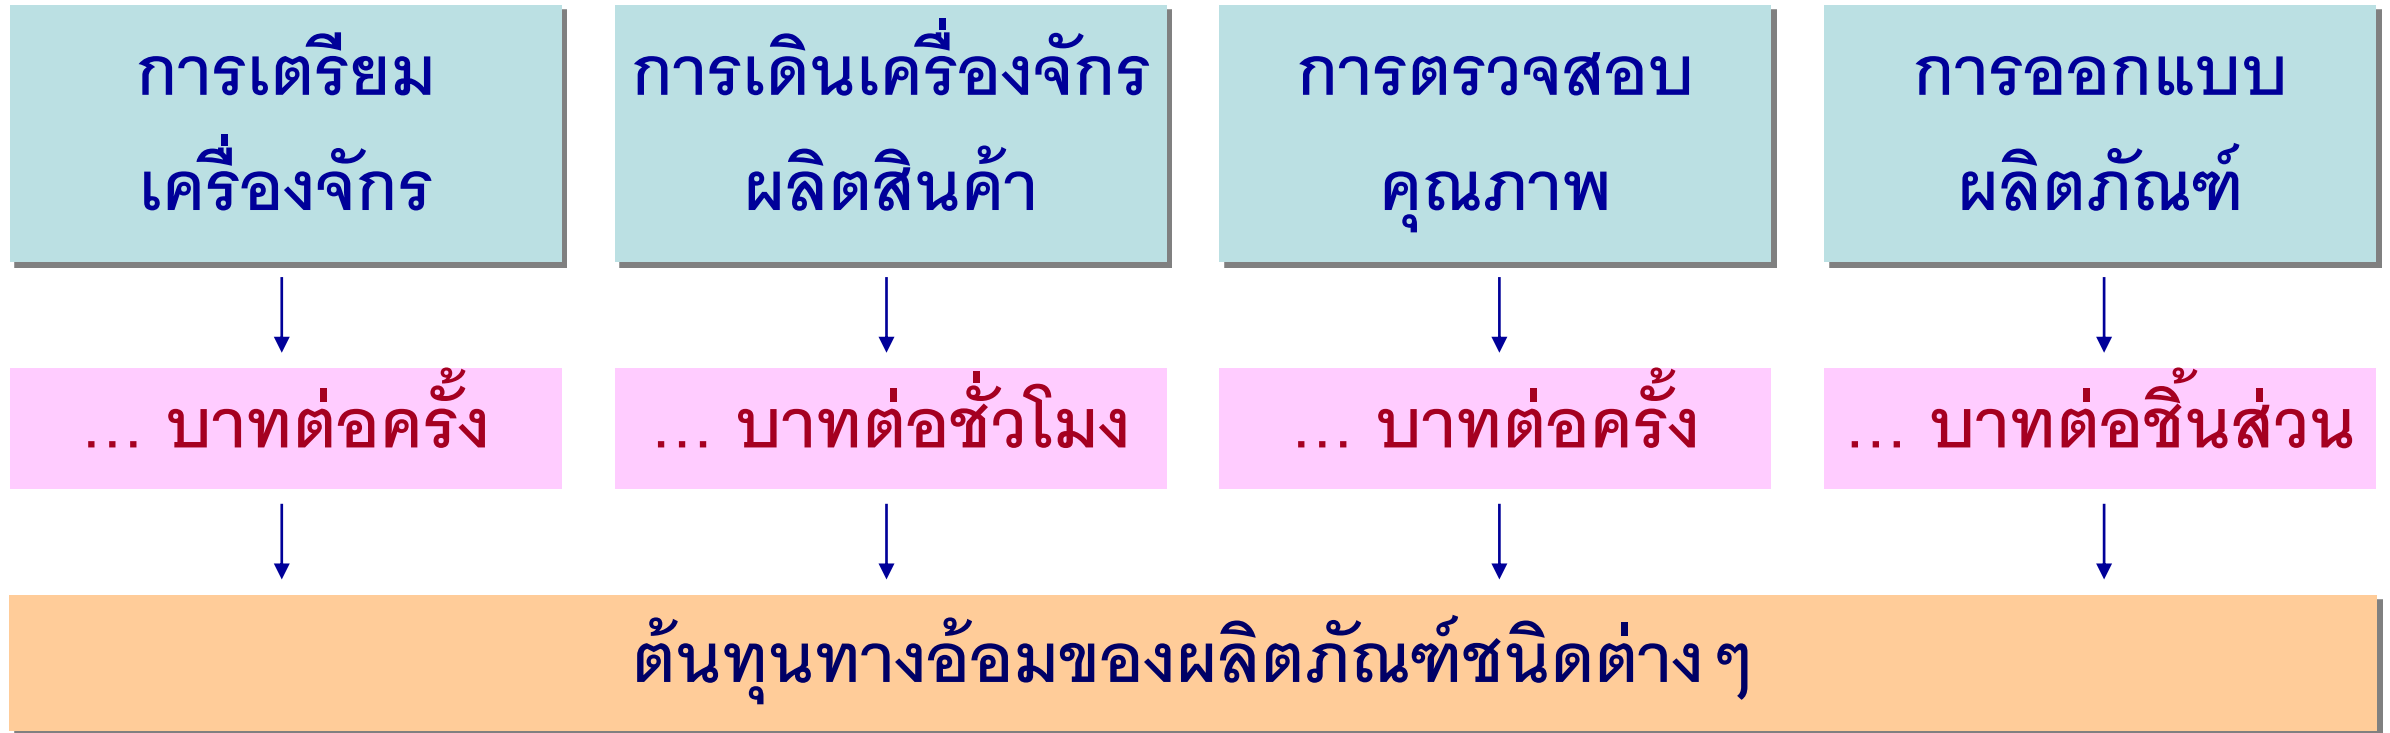 การเตรียม
เครื่องจักร
การเดินเครื่องจักร
ผลิตสินค้า
การตรวจสอบ
คุณภาพ
การออกแบบ
ผลิตภัณฑ์
... บาทต่อครั้ง
... บาทต่อชั่วโมง
... บาทต่อครั้ง
... บาทต่อชิ้นส่วน
ต้นทุนทางอ้อมของผลิตภัณฑ์ชนิดต่าง ๆ